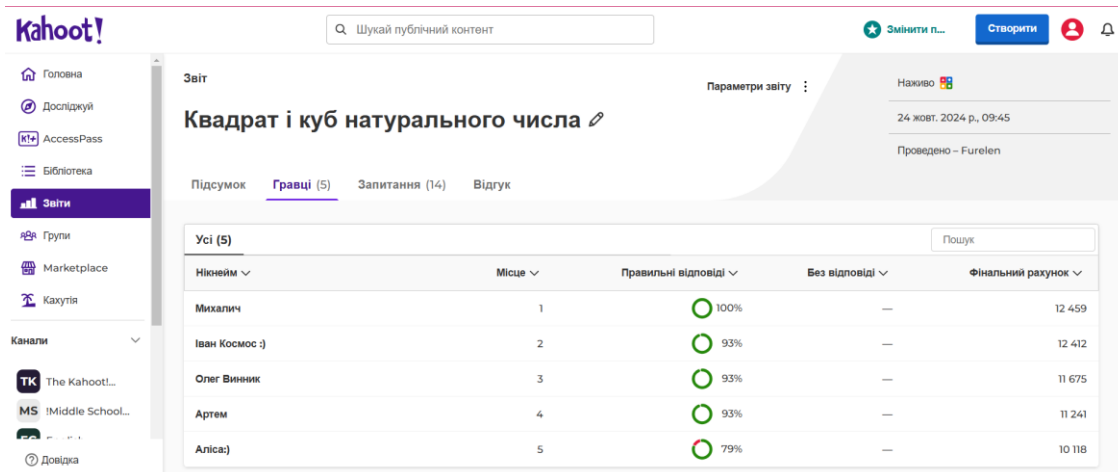 Kahoot!
Шукай публічний контент
Змінити п...
Створити
Головна
Досліджуй
K!+ AccessPass
Бібліотека
Звіти
Групи
Marketplace
Кахутія
Канали
TK The Kahoot!...
MS !Middle School...
Довідка
Звіт
Параметри звіту
Квадрат і куб натурального числа
Наживо
24 жовт. 2024 р., 09:45
Проведено – Furelen
Підсумок Гравці (5) Запитання (14) Відгук
Усі (5) Пошук
Нікнейм Місце Правильні відповіді Без відповіді Фінальний рахунок
Михалич 1 100% — 12 459
Іван Космос :) 2 93% — 12 412
Олег Винник 3 93% — 11 675
Артем 4 93% — 11 241
Аліса:) 5 79% — 10 118